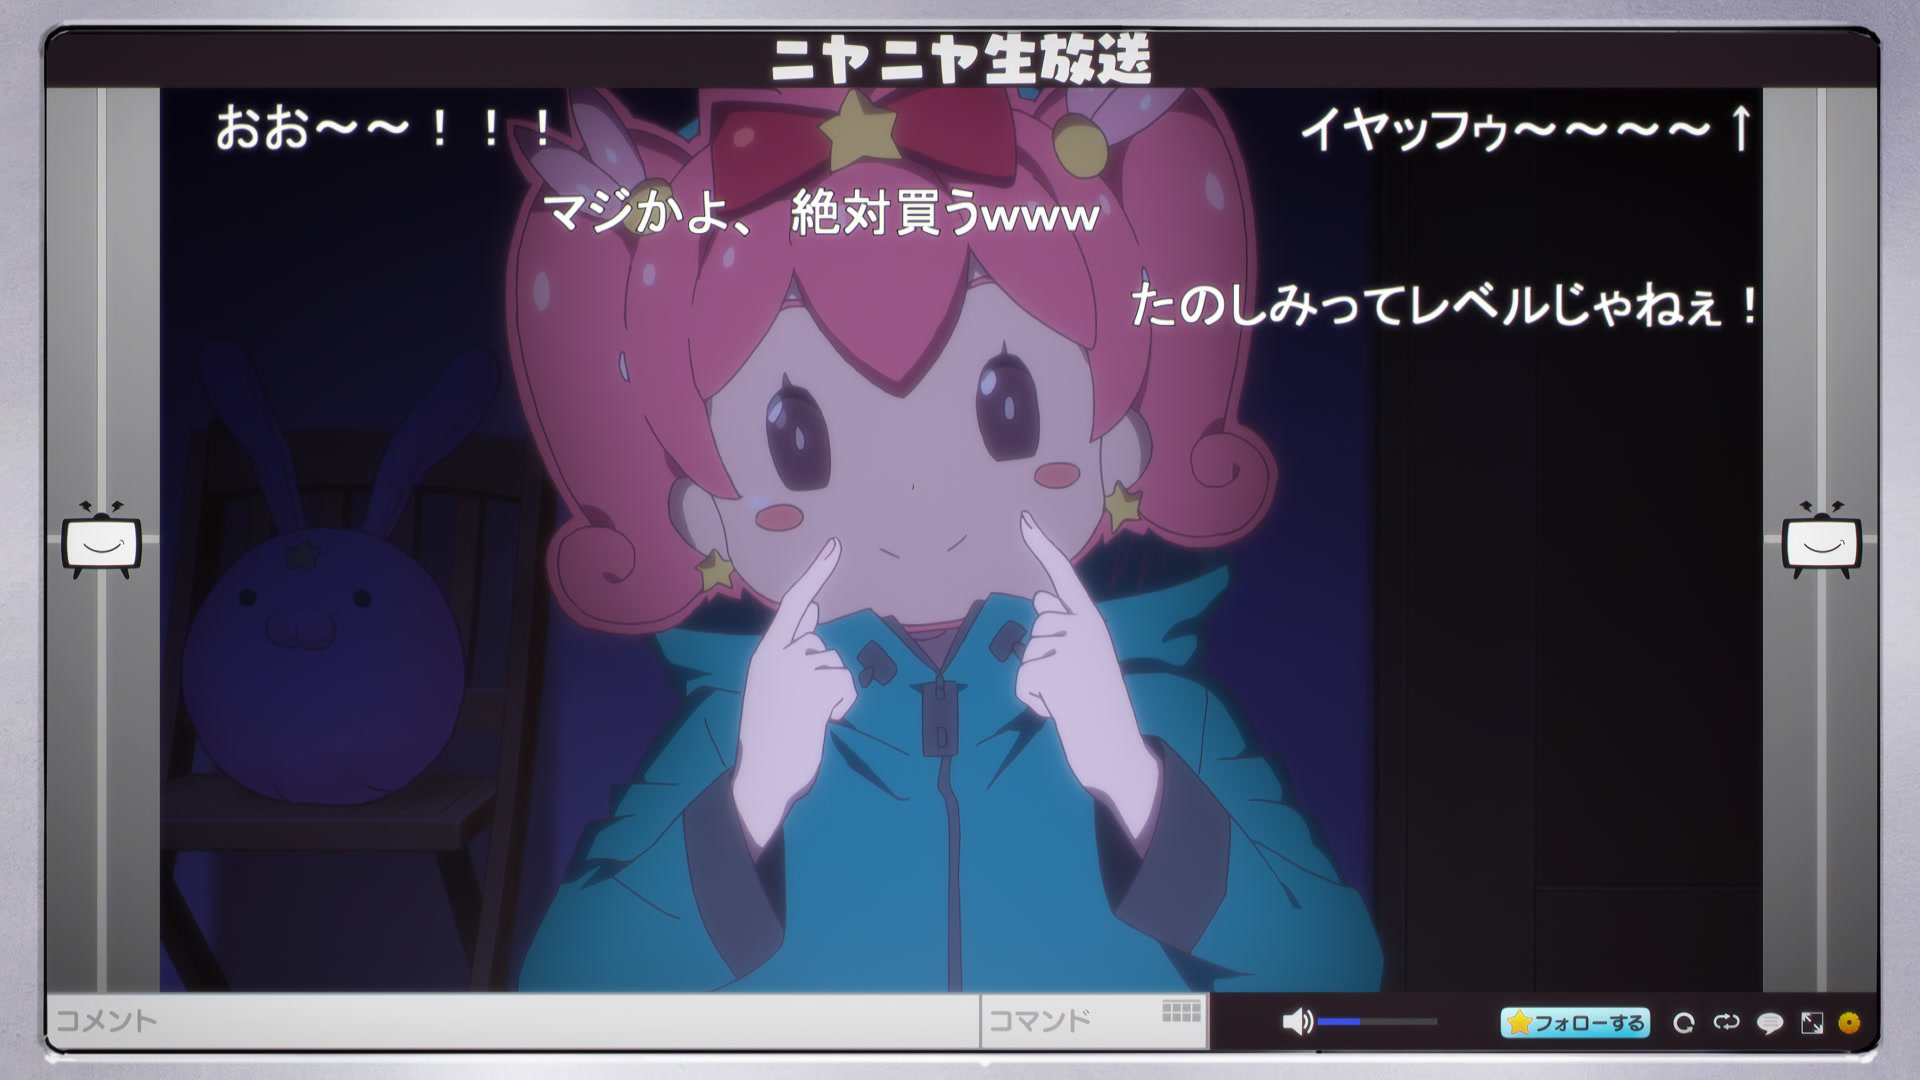 ニヤニヤ生放送
おお～～！！！
イヤッフゥ～～～～↑
マジかよ、絶対買うwww
たのしみってレベルじゃねぇ！
コメント
コマンド
フォローする